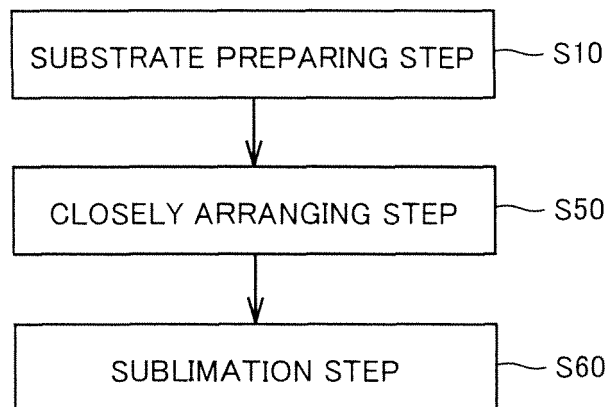 SUBSTRATE PREPARING STEP S10
CLOSELY ARRANGING STEP S50
SUBLIMATION STEP S60